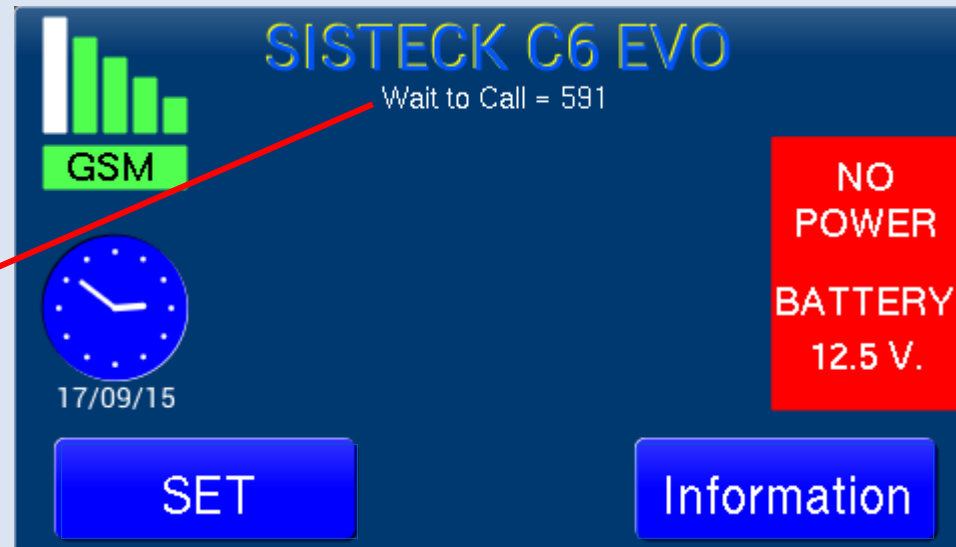 SISTECK C6 EVO
Wait to Call = 591
GSM
NO
POWER
BATTERY
12.5 V.
17/09/15
SET
Information